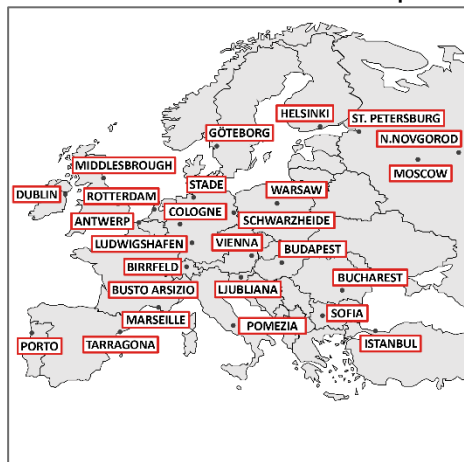 HELSINKI
ST. PETERSBURG
GÖTEBORG
N.NOVGOROD
MIDDLESBROUGH
MOSCOW
STADE
DUBLIN
ROTTERDAM
WARSAW
COLOGNE
ANTWERP
SCHWARZHEIDE
LUDWIGSHAFEN
VIENNA
BUDAPEST
BIRRFELD
BUCHAREST
BUSTO ARSIZIO
LJUBLIANA
MARSEILLE
SOFIA
POMEZIA
PORTO
TARRAGONA
ISTANBUL